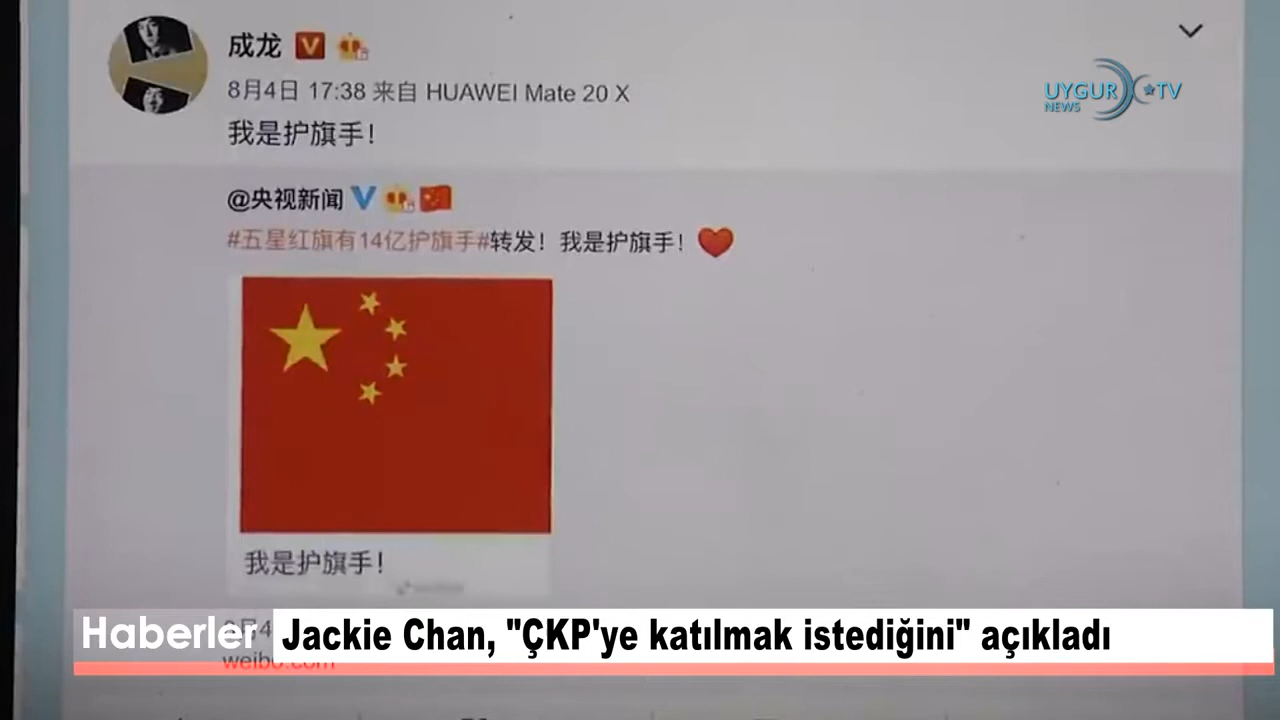 成龙
8月4日 17:38 来自 HUAWEI Mate 20 X
我是护旗手!
UYGUR TV
NEWS
@央视新闻
#五星红旗有14亿护旗手#转发!我是护旗手!
我是护旗手!
Haberler
Jackie Chan, "ÇKP'ye katılmak istediğini" açıkladı
weibo.com